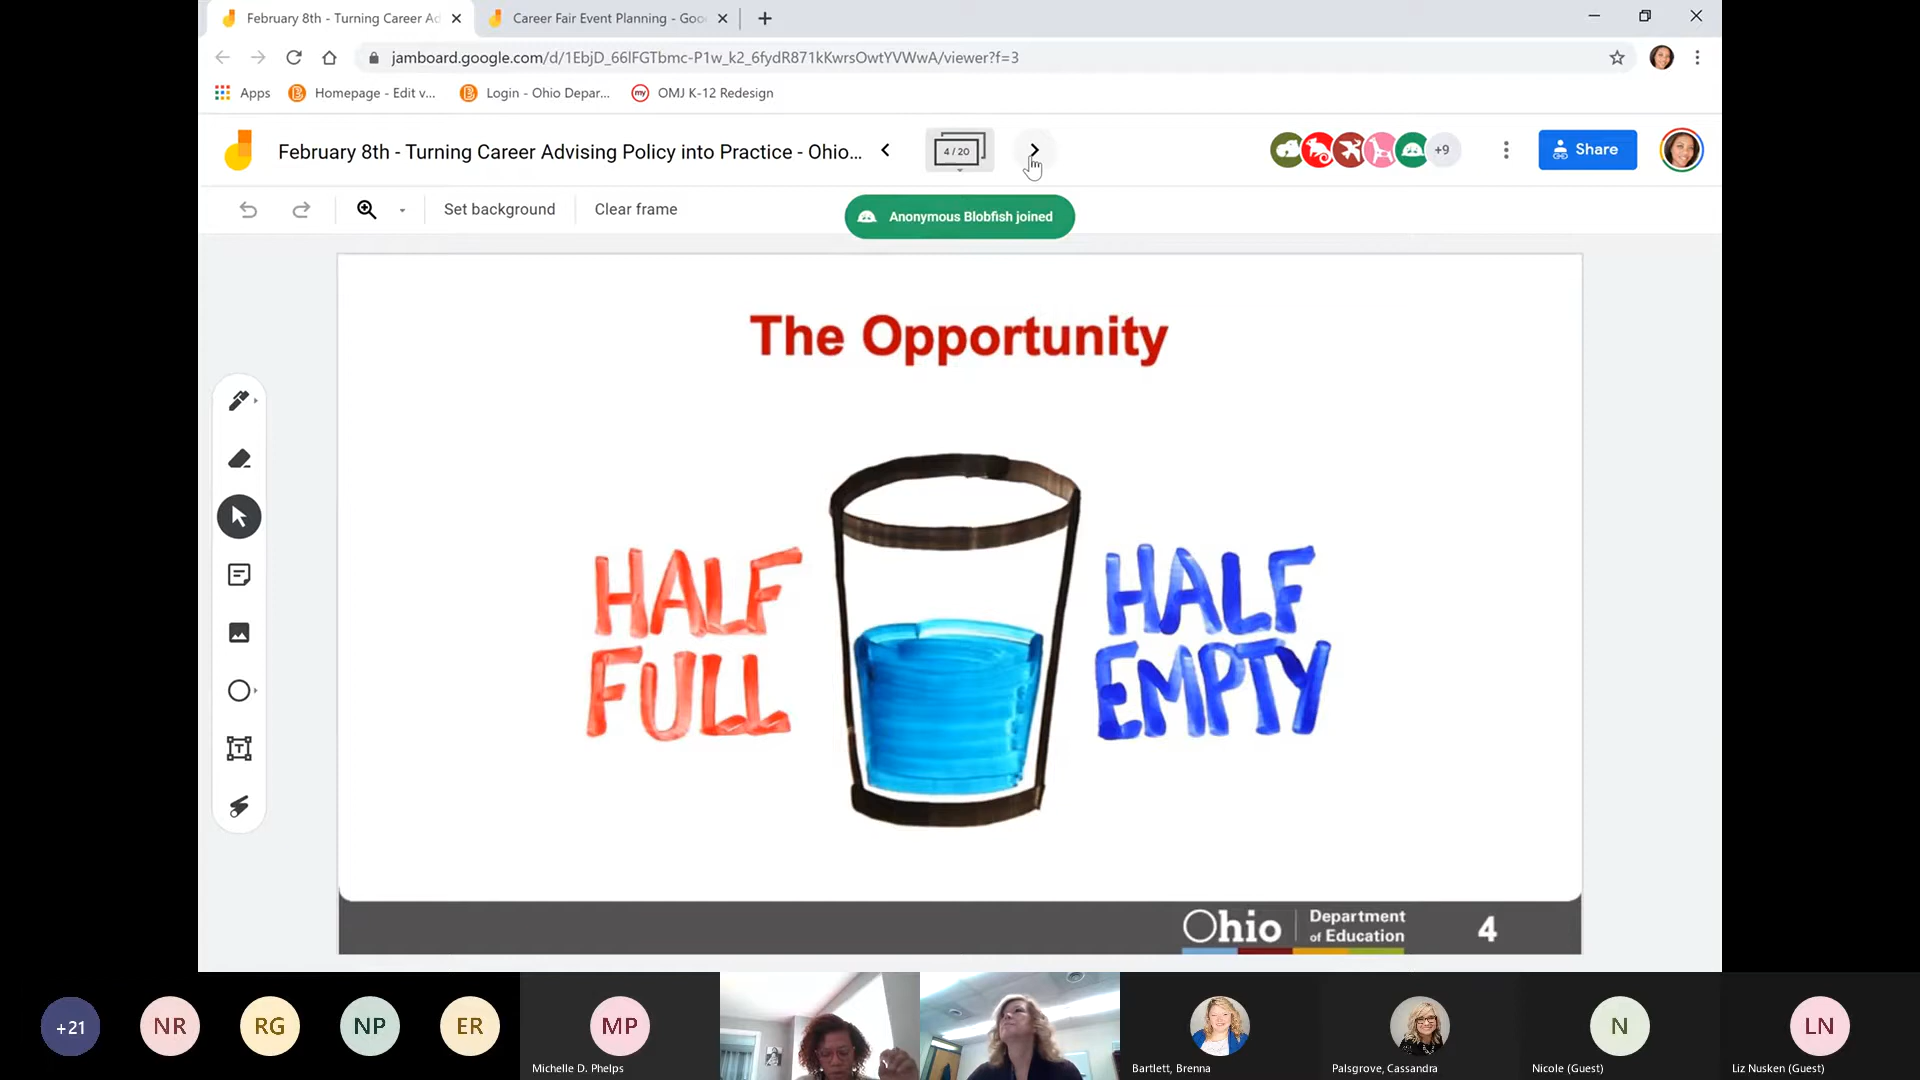 February 8th - Turning Career Ad
Career Fair Event Planning - Goo
jamboard.google.com/d/1EbjD_66lFGTbmc-P1w_k2_6fydR871kKwrsOwtYVWwA/viewer?f=3
Apps
Homepage - Edit v...
Login - Ohio Depar...
my
OMJ K-12 Redesign
February 8th - Turning Career Advising Policy into Practice - Ohio...
4 / 20
+9
Share
Set background
Clear frame
Anonymous Blobfish joined
The Opportunity
HALF
FULL
HALF
EMPTY
Ohio
Department
of Education
4
+21
NR
RG
NP
ER
MP
N
LN
Michelle D. Phelps
Bartlett, Brenna
Palsgrove, Cassandra
Nicole (Guest)
Liz Nusken (Guest)